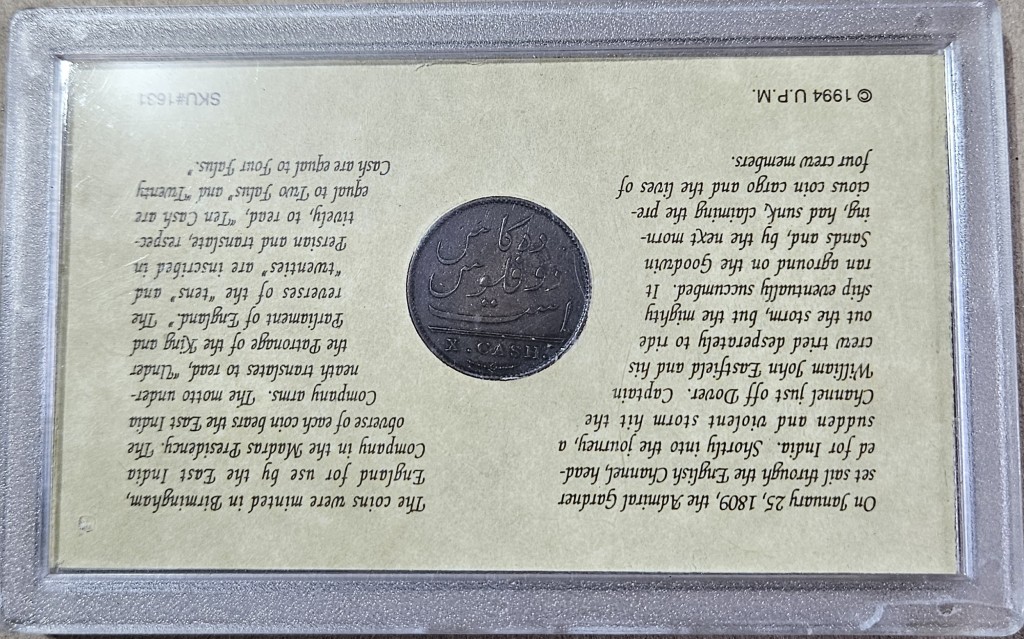 On January 25, 1809, the Admiral Gardner
set sail through the English Channel, head-
ed for India. Shortly into the journey, a
sudden and violent storm hit the
Channel just off Dover. Captain
William John Eastfield and his
crew tried desperately to ride
out the storm, but the mighty
ship eventually succumbed. It
ran aground on the Goodwin
Sands and, by the next morn-
ing, had sunk, claiming the pre-
cious coin cargo and the lives of
four crew members.
© 1994 U.P.M.
ده کاس
دو فلوس
است
X. CASH.
The coins were minted in Birmingham,
England for use by the East India
Company in the Madras Presidency. The
obverse of each coin bears the East India
Company arms. The motto under-
neath translates to read, "Under
the Patronage of the King and
Parliament of England." The
reverses of the "tens" and
"twenties" are inscribed in
Persian and translate, respec-
tively, to read, "Ten Cash are
equal to Two Falus" and "Twenty
Cash are equal to Four Falus."
SKU#1631